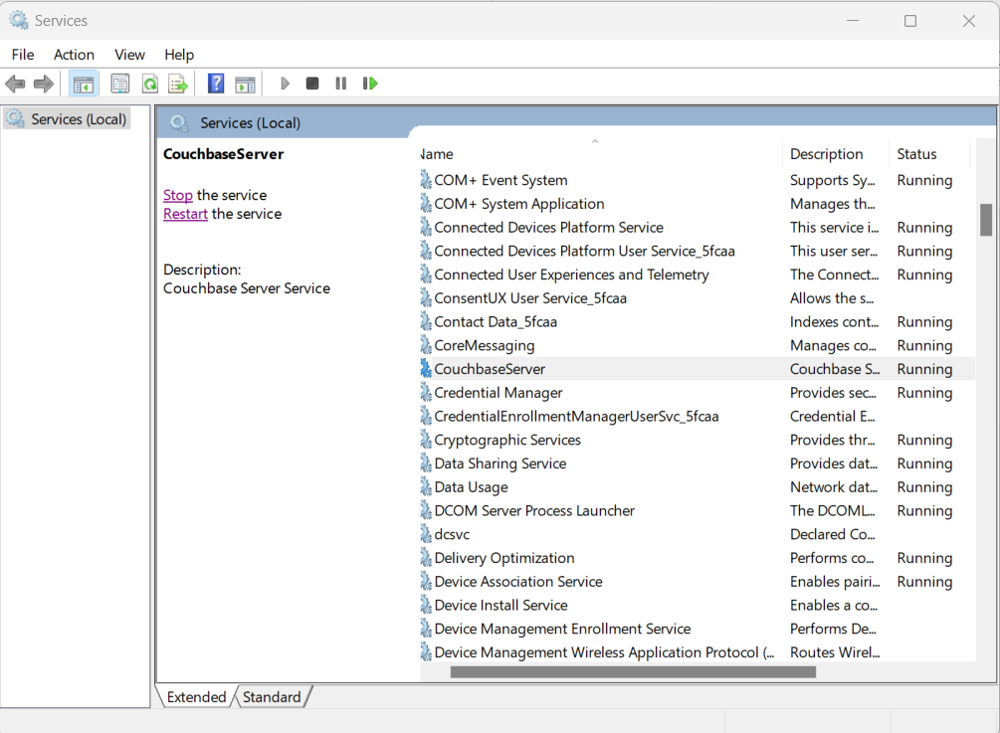 Services
File Action View Help
Services (Local)
Services (Local)
CouchbaseServer
Stop the service
Restart the service
Description:
Couchbase Server Service
Name Description Status
COM+ Event System Supports Sy... Running
COM+ System Application Manages th...
Connected Devices Platform Service This service i... Running
Connected Devices Platform User Service_5fcaa This user ser... Running
Connected User Experiences and Telemetry The Connect... Running
ConsentUX User Service_5fcaa Allows the s...
Contact Data_5fcaa Indexes cont... Running
CoreMessaging Manages co... Running
CouchbaseServer Couchbase S... Running
Credential Manager Provides sec... Running
CredentialEnrollmentManagerUserSvc_5fcaa Credential E...
Cryptographic Services Provides thr... Running
Data Sharing Service Provides dat... Running
Data Usage Network dat... Running
DCOM Server Process Launcher The DCOML... Running
dcsvc Declared Co...
Delivery Optimization Performs co... Running
Device Association Service Enables pairi... Running
Device Install Service Enables a co...
Device Management Enrollment Service Performs De...
Device Management Wireless Application Protocol (... Routes Wirel...
Extended Standard